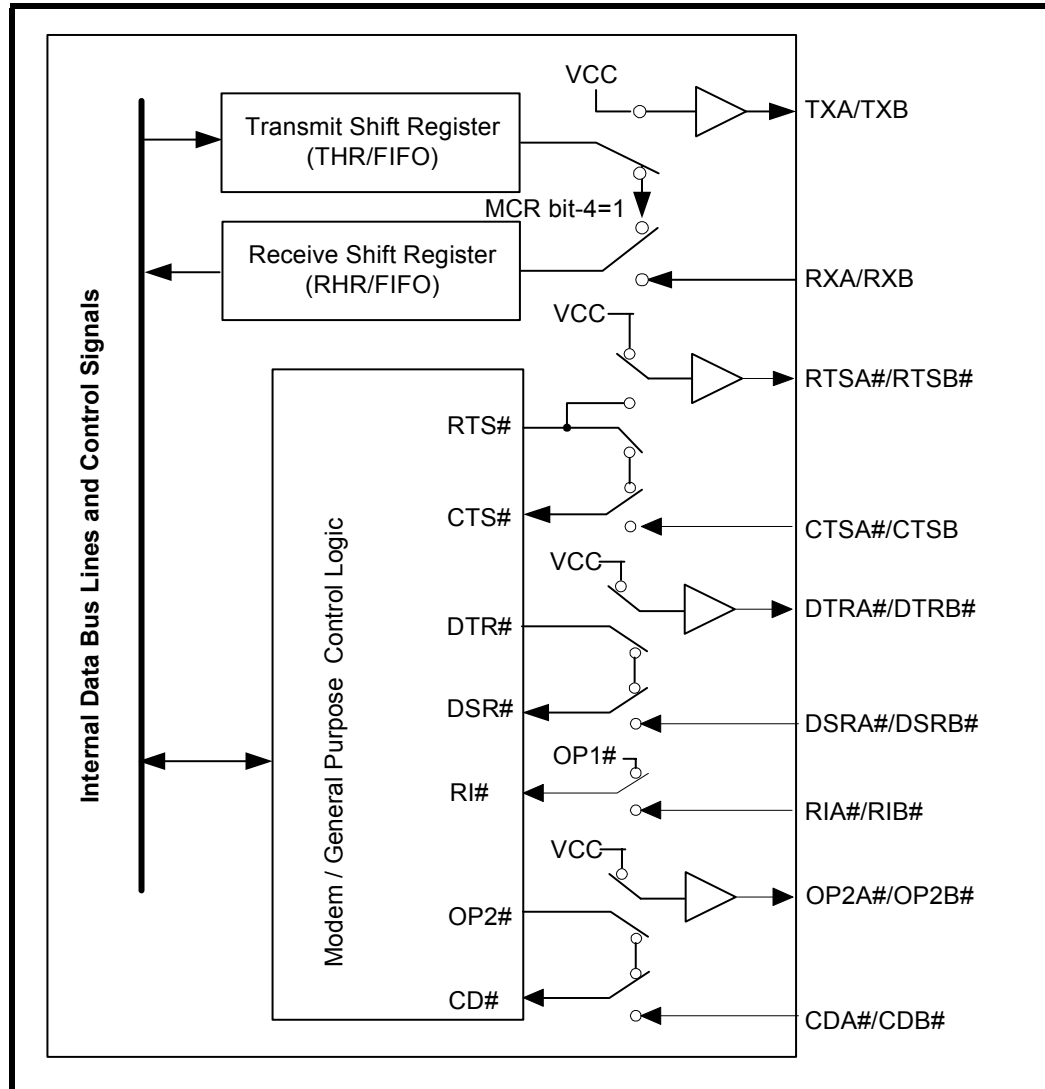 VCC
TXA/TXB
Transmit Shift Register
(THR/FIFO)
MCR bit-4=1
Receive Shift Register
(RHR/FIFO)
RXA/RXB
VCC
RTSA#/RTSB#
RTS#
CTS#
CTSA#/CTSB
VCC
DTRA#/DTRB#
DTR#
DSR#
DSRA#/DSRB#
OP1#
RI#
RIA#/RIB#
VCC
OP2A#/OP2B#
OP2#
CD#
CDA#/CDB#
Internal Data Bus Lines and Control Signals
Modem / General Purpose Control Logic